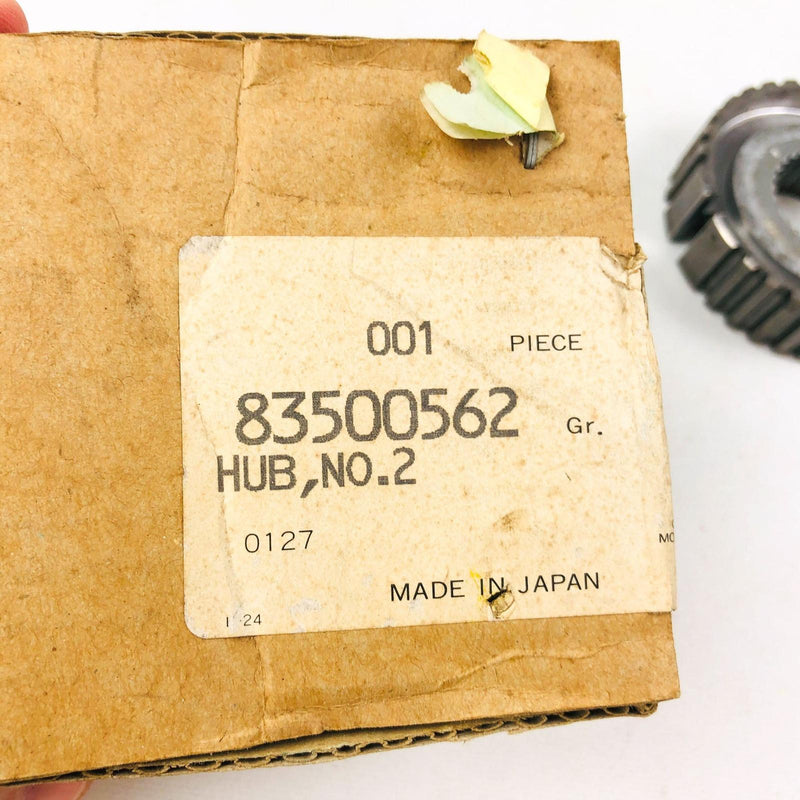 001 PIECE
83500562 Gr.
HUB,NO.2
0127
MADE IN JAPAN